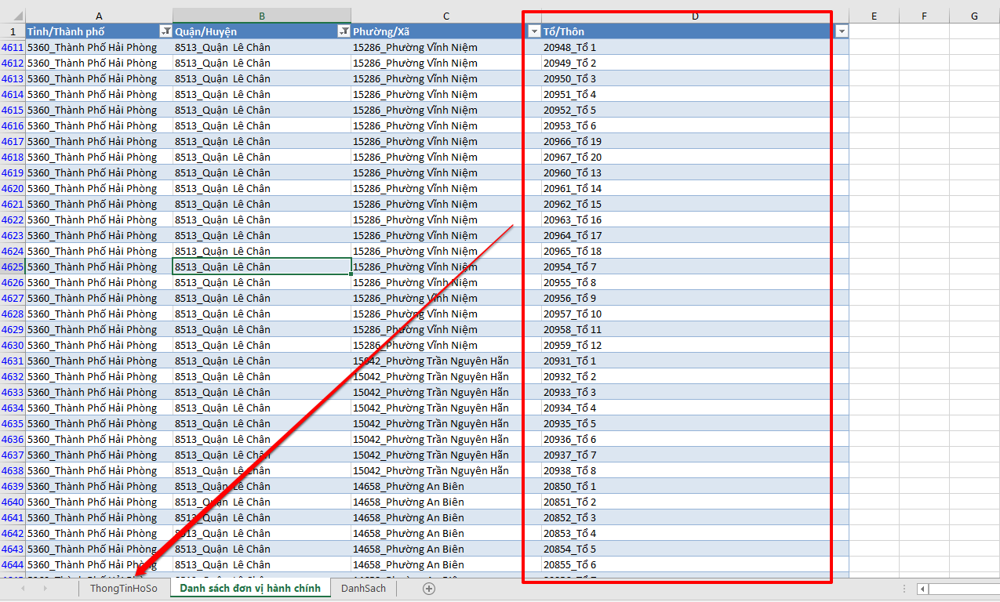 A B C D E F G
1 Tỉnh/Thành phố Quận/Huyện Phường/Xã Tổ/Thôn
4611 5360_Thành Phố Hải Phòng 8513_Quận  Lê Chân 15286_Phường Vĩnh Niệm 20948_Tổ 1
4612 5360_Thành Phố Hải Phòng 8513_Quận  Lê Chân 15286_Phường Vĩnh Niệm 20949_Tổ 2
4613 5360_Thành Phố Hải Phòng 8513_Quận  Lê Chân 15286_Phường Vĩnh Niệm 20950_Tổ 3
4614 5360_Thành Phố Hải Phòng 8513_Quận  Lê Chân 15286_Phường Vĩnh Niệm 20951_Tổ 4
4615 5360_Thành Phố Hải Phòng 8513_Quận  Lê Chân 15286_Phường Vĩnh Niệm 20952_Tổ 5
4616 5360_Thành Phố Hải Phòng 8513_Quận  Lê Chân 15286_Phường Vĩnh Niệm 20953_Tổ 6
4617 5360_Thành Phố Hải Phòng 8513_Quận  Lê Chân 15286_Phường Vĩnh Niệm 20966_Tổ 19
4618 5360_Thành Phố Hải Phòng 8513_Quận  Lê Chân 15286_Phường Vĩnh Niệm 20967_Tổ 20
4619 5360_Thành Phố Hải Phòng 8513_Quận  Lê Chân 15286_Phường Vĩnh Niệm 20960_Tổ 13
4620 5360_Thành Phố Hải Phòng 8513_Quận  Lê Chân 15286_Phường Vĩnh Niệm 20961_Tổ 14
4621 5360_Thành Phố Hải Phòng 8513_Quận  Lê Chân 15286_Phường Vĩnh Niệm 20962_Tổ 15
4622 5360_Thành Phố Hải Phòng 8513_Quận  Lê Chân 15286_Phường Vĩnh Niệm 20963_Tổ 16
4623 5360_Thành Phố Hải Phòng 8513_Quận  Lê Chân 15286_Phường Vĩnh Niệm 20964_Tổ 17
4624 5360_Thành Phố Hải Phòng 8513_Quận  Lê Chân 15286_Phường Vĩnh Niệm 20965_Tổ 18
4625 5360_Thành Phố Hải Phòng 8513_Quận  Lê Chân 15286_Phường Vĩnh Niệm 20954_Tổ 7
4626 5360_Thành Phố Hải Phòng 8513_Quận  Lê Chân 15286_Phường Vĩnh Niệm 20955_Tổ 8
4627 5360_Thành Phố Hải Phòng 8513_Quận  Lê Chân 15286_Phường Vĩnh Niệm 20956_Tổ 9
4628 5360_Thành Phố Hải Phòng 8513_Quận  Lê Chân 15286_Phường Vĩnh Niệm 20957_Tổ 10
4629 5360_Thành Phố Hải Phòng 8513_Quận  Lê Chân 15286_Phường Vĩnh Niệm 20958_Tổ 11
4630 5360_Thành Phố Hải Phòng 8513_Quận  Lê Chân 15286_Phường Vĩnh Niệm 20959_Tổ 12
4631 5360_Thành Phố Hải Phòng 8513_Quận  Lê Chân 15042_Phường Trần Nguyên Hãn 20931_Tổ 1
4632 5360_Thành Phố Hải Phòng 8513_Quận  Lê Chân 15042_Phường Trần Nguyên Hãn 20932_Tổ 2
4633 5360_Thành Phố Hải Phòng 8513_Quận  Lê Chân 15042_Phường Trần Nguyên Hãn 20933_Tổ 3
4634 5360_Thành Phố Hải Phòng 8513_Quận  Lê Chân 15042_Phường Trần Nguyên Hãn 20934_Tổ 4
4635 5360_Thành Phố Hải Phòng 8513_Quận  Lê Chân 15042_Phường Trần Nguyên Hãn 20935_Tổ 5
4636 5360_Thành Phố Hải Phòng 8513_Quận  Lê Chân 15042_Phường Trần Nguyên Hãn 20936_Tổ 6
4637 5360_Thành Phố Hải Phòng 8513_Quận  Lê Chân 15042_Phường Trần Nguyên Hãn 20937_Tổ 7
4638 5360_Thành Phố Hải Phòng 8513_Quận  Lê Chân 15042_Phường Trần Nguyên Hãn 20938_Tổ 8
4639 5360_Thành Phố Hải Phòng 8513_Quận  Lê Chân 14658_Phường An Biên 20850_Tổ 1
4640 5360_Thành Phố Hải Phòng 8513_Quận  Lê Chân 14658_Phường An Biên 20851_Tổ 2
4641 5360_Thành Phố Hải Phòng 8513_Quận  Lê Chân 14658_Phường An Biên 20852_Tổ 3
4642 5360_Thành Phố Hải Phòng 8513_Quận  Lê Chân 14658_Phường An Biên 20853_Tổ 4
4643 5360_Thành Phố Hải Phòng 8513_Quận  Lê Chân 14658_Phường An Biên 20854_Tổ 5
4644 5360_Thành Phố Hải Phòng 8513_Quận  Lê Chân 14658_Phường An Biên 20855_Tổ 6
ThongTinHoSo Danh sách đơn vị hành chính DanhSach